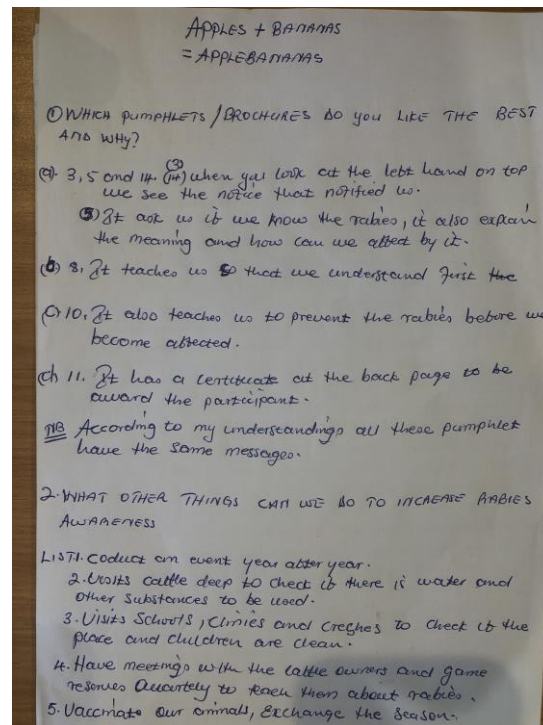 APPLES + BANANAS
= APPLEBANANAS
① WHICH PUMPHLETS / BROCHURES DO YOU LIKE THE BEST
AND WHY?
(a). 3, 5 and 14. (3) (14) when you look at the left hand on top
we see the notice that notified us.
⑤ It ask us if we know the rabies, it also explain
the meaning and how can we affect by it.
(b) 8, It teaches us that we understand first the
(c) 10, It also teaches us to prevent the rabies before we
become affected.
(d) 11. It has a certificate at the back page to be
award the participant.
NB According to my understandings all these pumphlet
have the same messages.
2. WHAT OTHER THINGS CAN WE DO TO INCREASE RABIES
AWARENESS
LIST1. Coduct an event year after year.
2. Visits cattle deep to check if there is water and
other substances to be used.
3. Visits Schools, Clinics and creghes to check if the
place and children are clean.
4. Have meetings with the cattle owners and game
reserves Quartely to teach them about rabies.
5. Vaccinate our animals, Exchange the season.